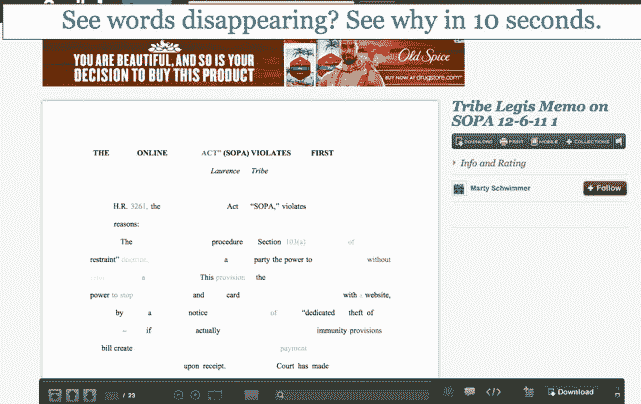 See words disappearing? See why in 10 seconds.
YOU ARE BEAUTIFUL, AND SO IS YOUR
DECISION TO BUY THIS PRODUCT
Old Spice
BUY NOW AT drugstore.com
Tribe Legis Memo on
SOPA 12-6-11 1
DOWNLOAD PRINT MOBILE COLLECTIONS
Info and Rating
Marty Schwimmer
+ Follow
THE ONLINE ACT” (SOPA) VIOLATES FIRST
Laurence Tribe
H.R. 3261, the Act “SOPA,” violates
reasons:
The procedure Section 103(a) of
restraint” doctrine, a party the power to without
a This provision the
power to stop and card with a website,
by a notice of “dedicated theft of
– if actually immunity provisions
bill create payment
upon receipt. Court has made
/ 23
Download